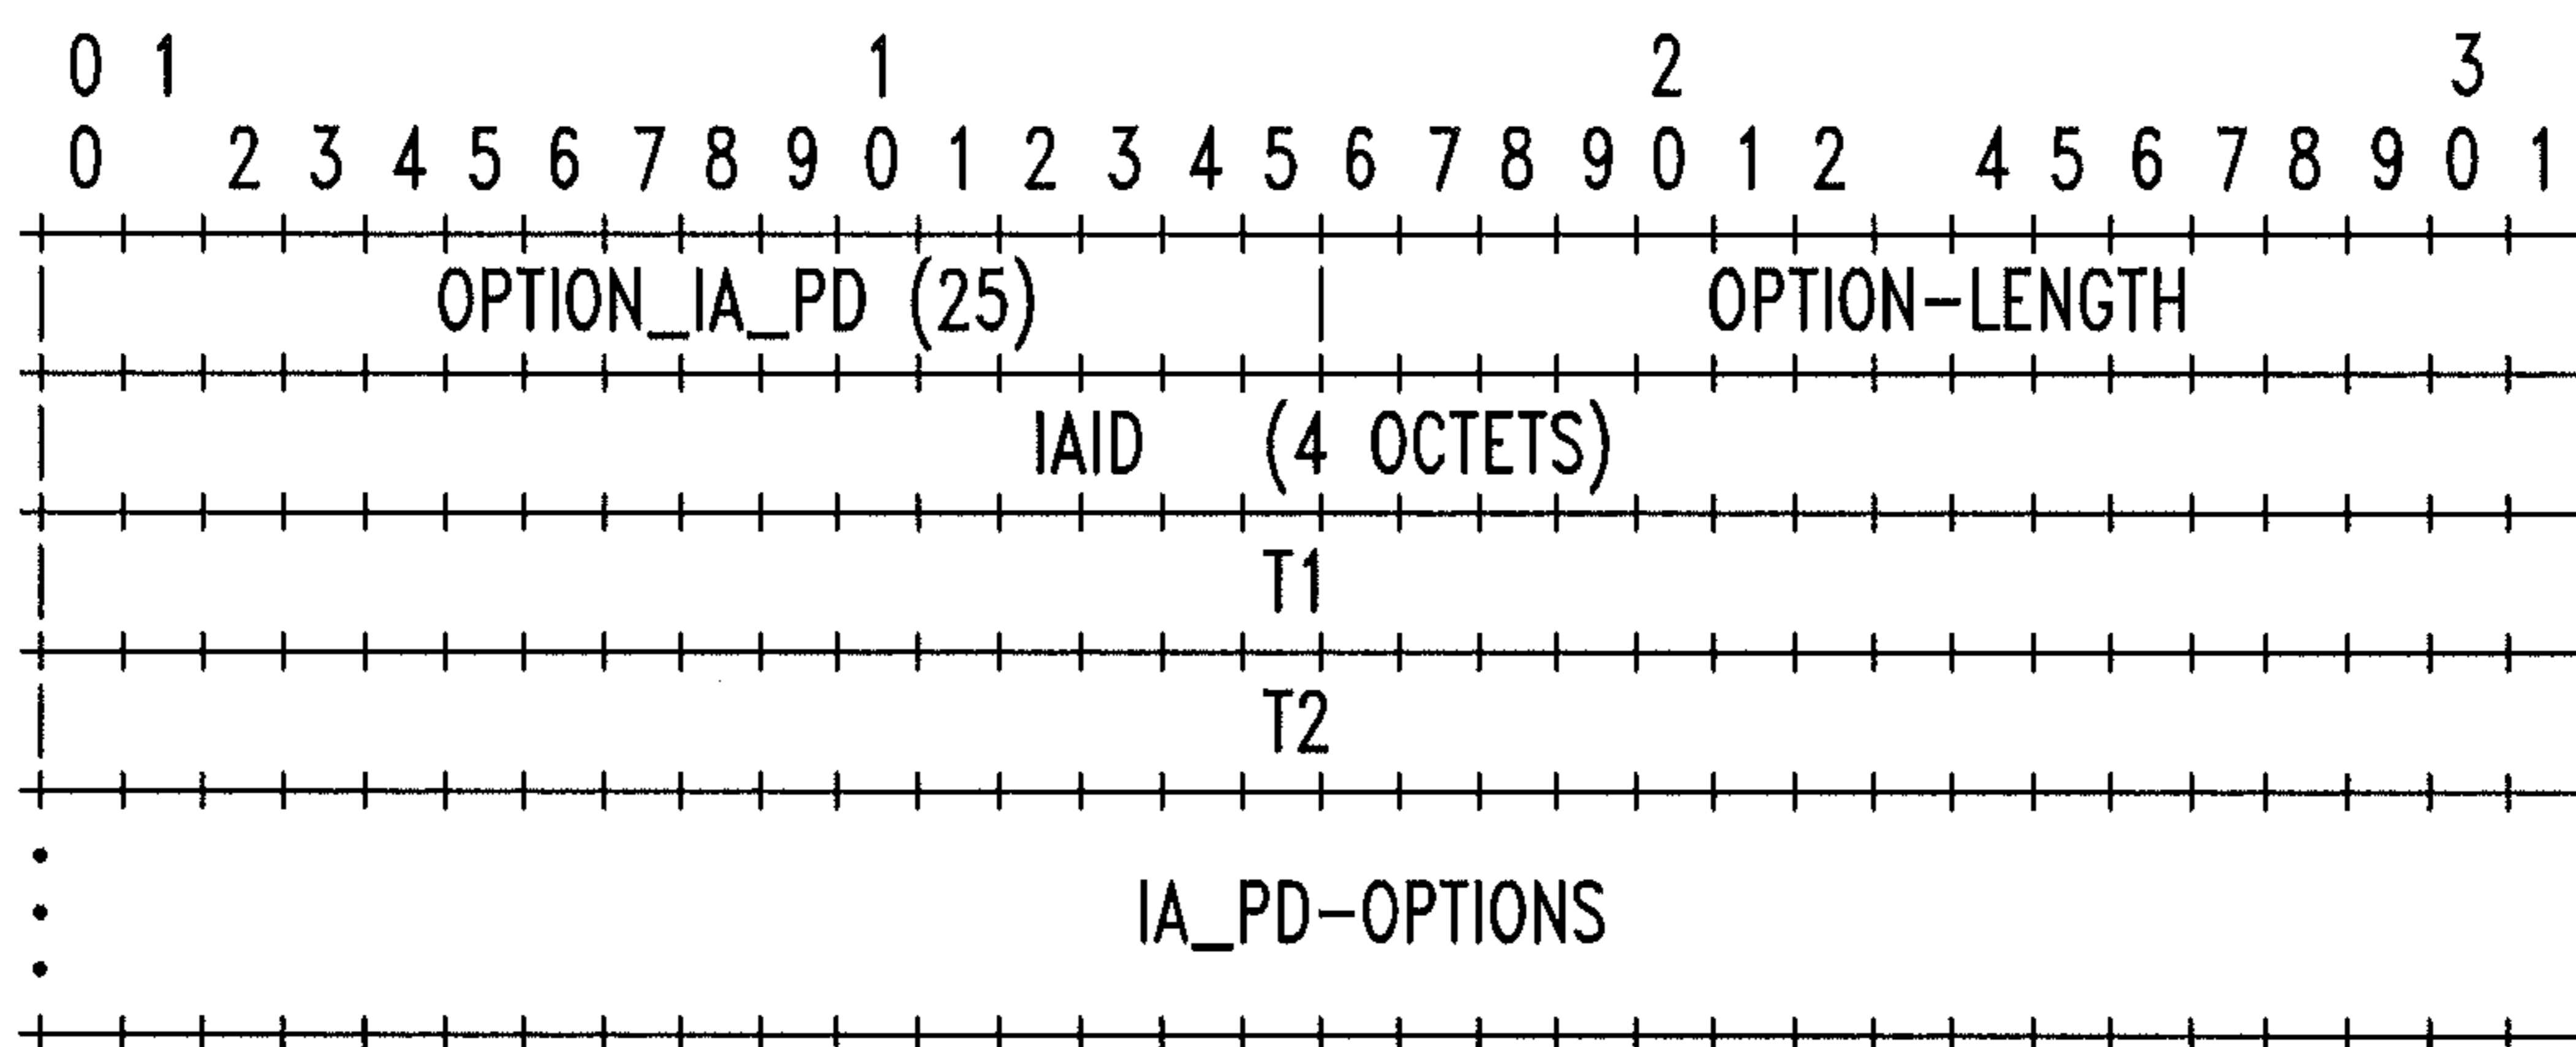 0 1 1 2 3
0 2 3 4 5 6 7 8 9 0 1 2 3 4 5 6 7 8 9 0 1 2 4 5 6 7 8 9 0 1
OPTION_IA_PD (25) OPTION-LENGTH
IAID (4 OCTETS)
T1
T2
IA_PD-OPTIONS